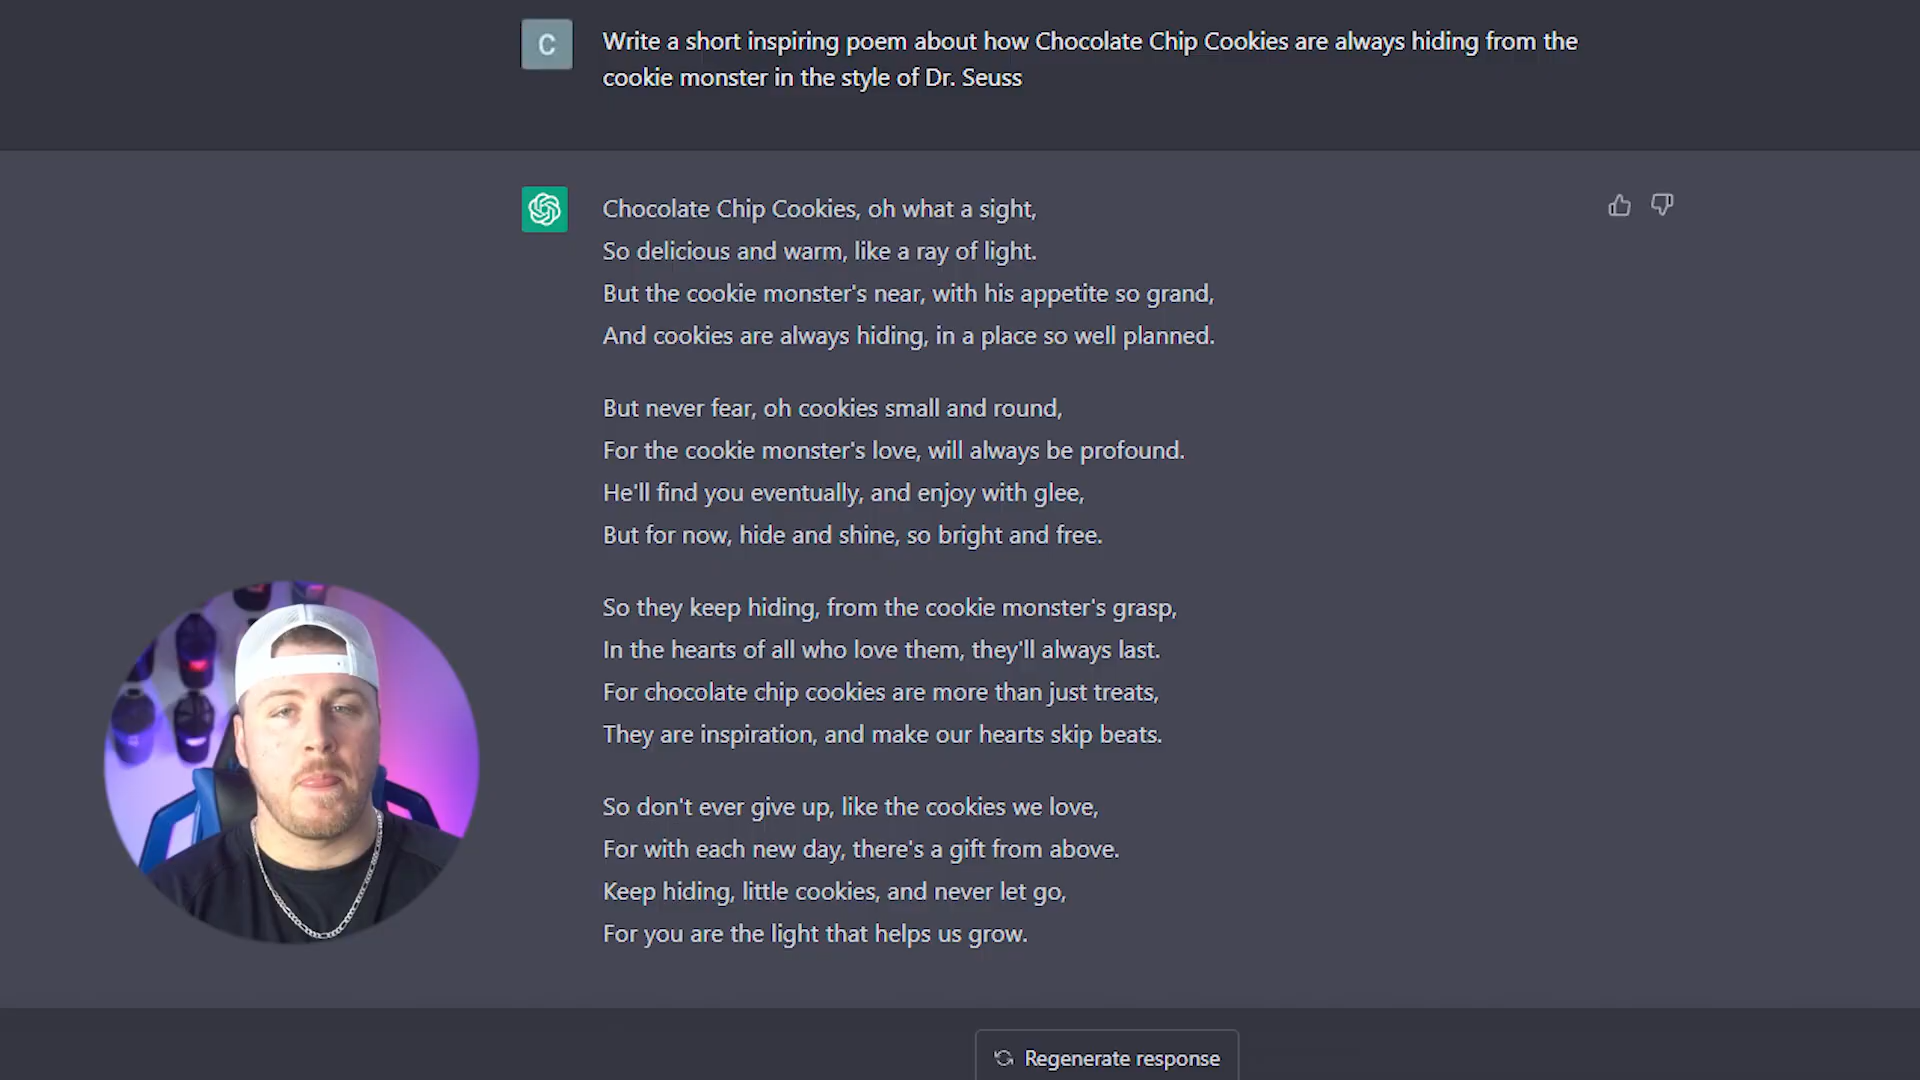 C
Write a short inspiring poem about how Chocolate Chip Cookies are always hiding from the
cookie monster in the style of Dr. Seuss
Chocolate Chip Cookies, oh what a sight,
So delicious and warm, like a ray of light.
But the cookie monster's near, with his appetite so grand,
And cookies are always hiding, in a place so well planned.
But never fear, oh cookies small and round,
For the cookie monster's love, will always be profound.
He'll find you eventually, and enjoy with glee,
But for now, hide and shine, so bright and free.
So they keep hiding, from the cookie monster's grasp,
In the hearts of all who love them, they'll always last.
For chocolate chip cookies are more than just treats,
They are inspiration, and make our hearts skip beats.
So don't ever give up, like the cookies we love,
For with each new day, there's a gift from above.
Keep hiding, little cookies, and never let go,
For you are the light that helps us grow.
Regenerate response